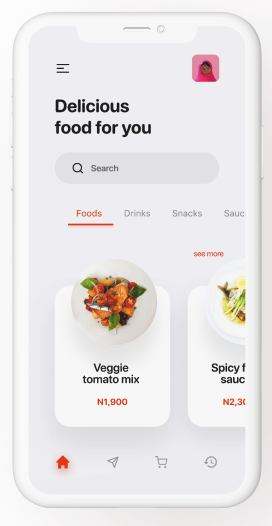 Delicious
food for you
Search
Foods Drinks Snacks Sauc
see more
Veggie
tomato mix
N1,900
Spicy f
sauc
N2,30